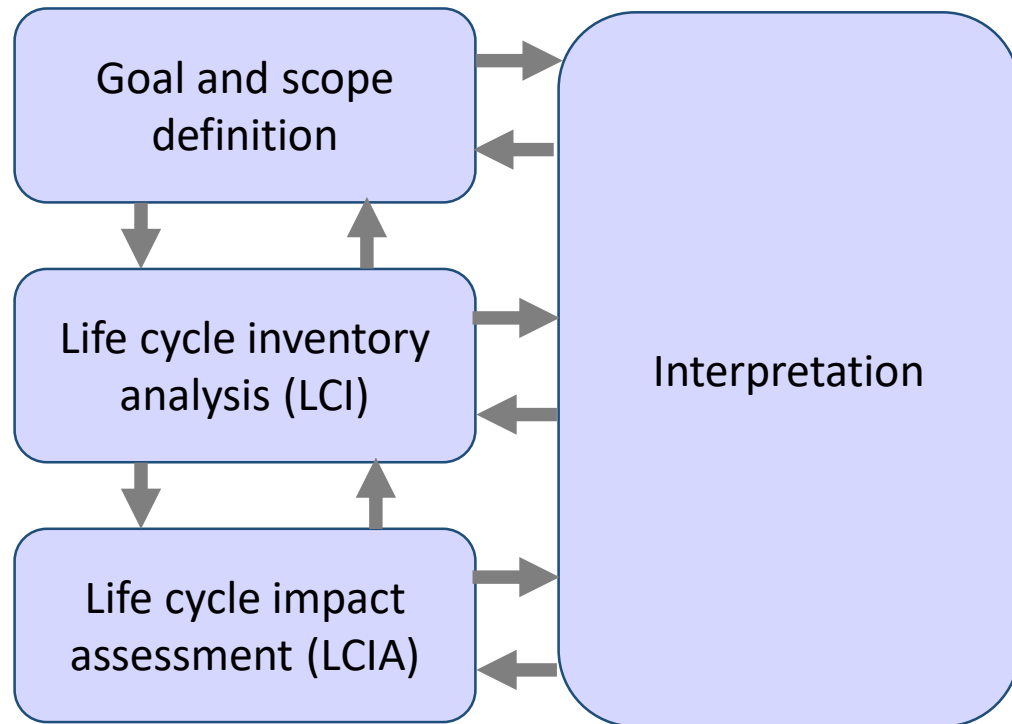 Goal and scope
definition
Life cycle inventory
analysis (LCI)
Interpretation
Life cycle impact
assessment (LCIA)